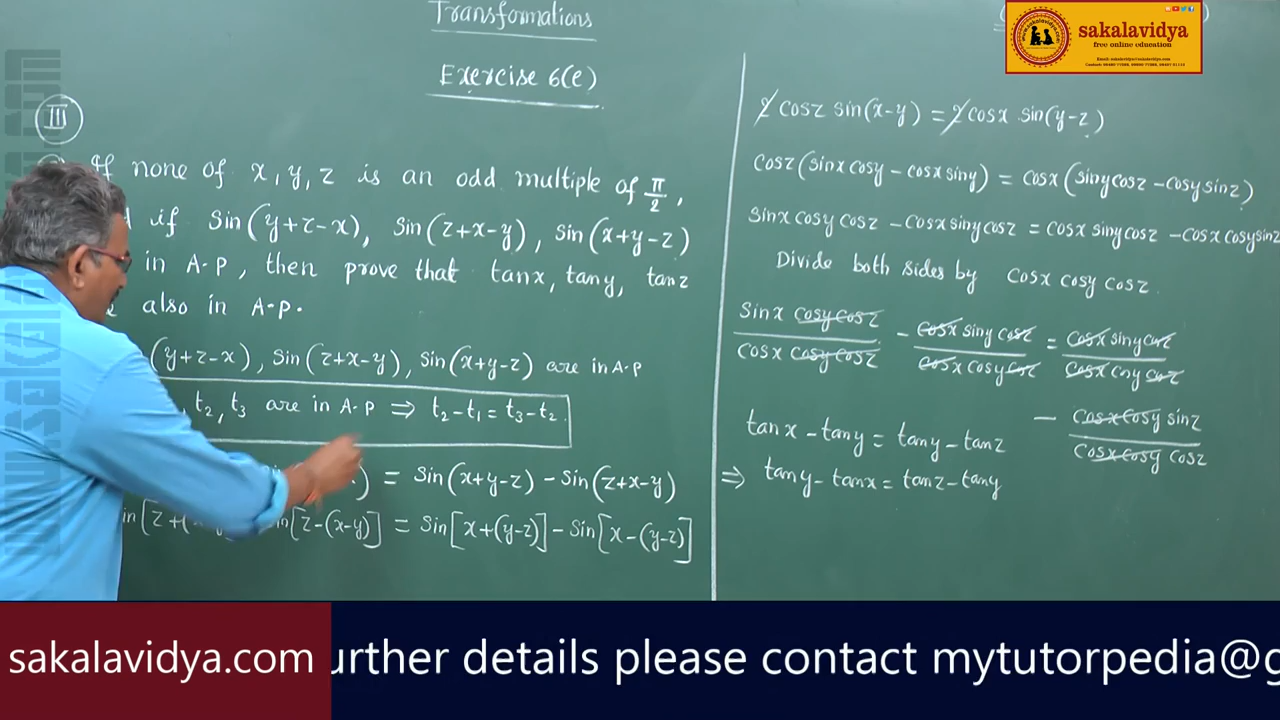 Transformations
Exercise 6(e)
III
If none of x, y, z is an odd multiple of π/2,
if Sin(y+z-x), Sin(z+x-y), Sin(x+y-z)
in A.P, then prove that tanx, tany, tanz
also in A.P.
(y+z-x), Sin(z+x-y), Sin(x+y-z) are in A.P
t2, t3 are in A.P ⇒ t2-t1 = t3-t2
) = Sin(x+y-z) - Sin(z+x-y)
[z-(x-y)] = Sin[x+(y-z)] - Sin[x-(y-z)]
2 Cosz Sin(x-y) = 2 Cosx Sin(y-z)
Cosz(Sinx Cosy - Cosx Siny) = Cosx(Siny Cosz - Cosy Sinz)
Sinx Cosy Cosz - Cosx Siny Cosz = Cosx Siny Cosz - Cosx Cosy Sinz
Divide both sides by Cosx Cosy Cosz.
Sinx Cosy Cosz / Cosx Cosy Cosz - Cosx Siny Cosz / Cosx Cosy Cosz = Cosx Siny Cosz / Cosx Cosy Cosz
- Cosx Cosy Sinz / Cosx Cosy Cosz
tanx - tany = tany - tanz
⇒ tany - tanx = tanz - tany
sakalavidya
free online education
sakalavidya.com
urther details please contact mytutorpedia@g